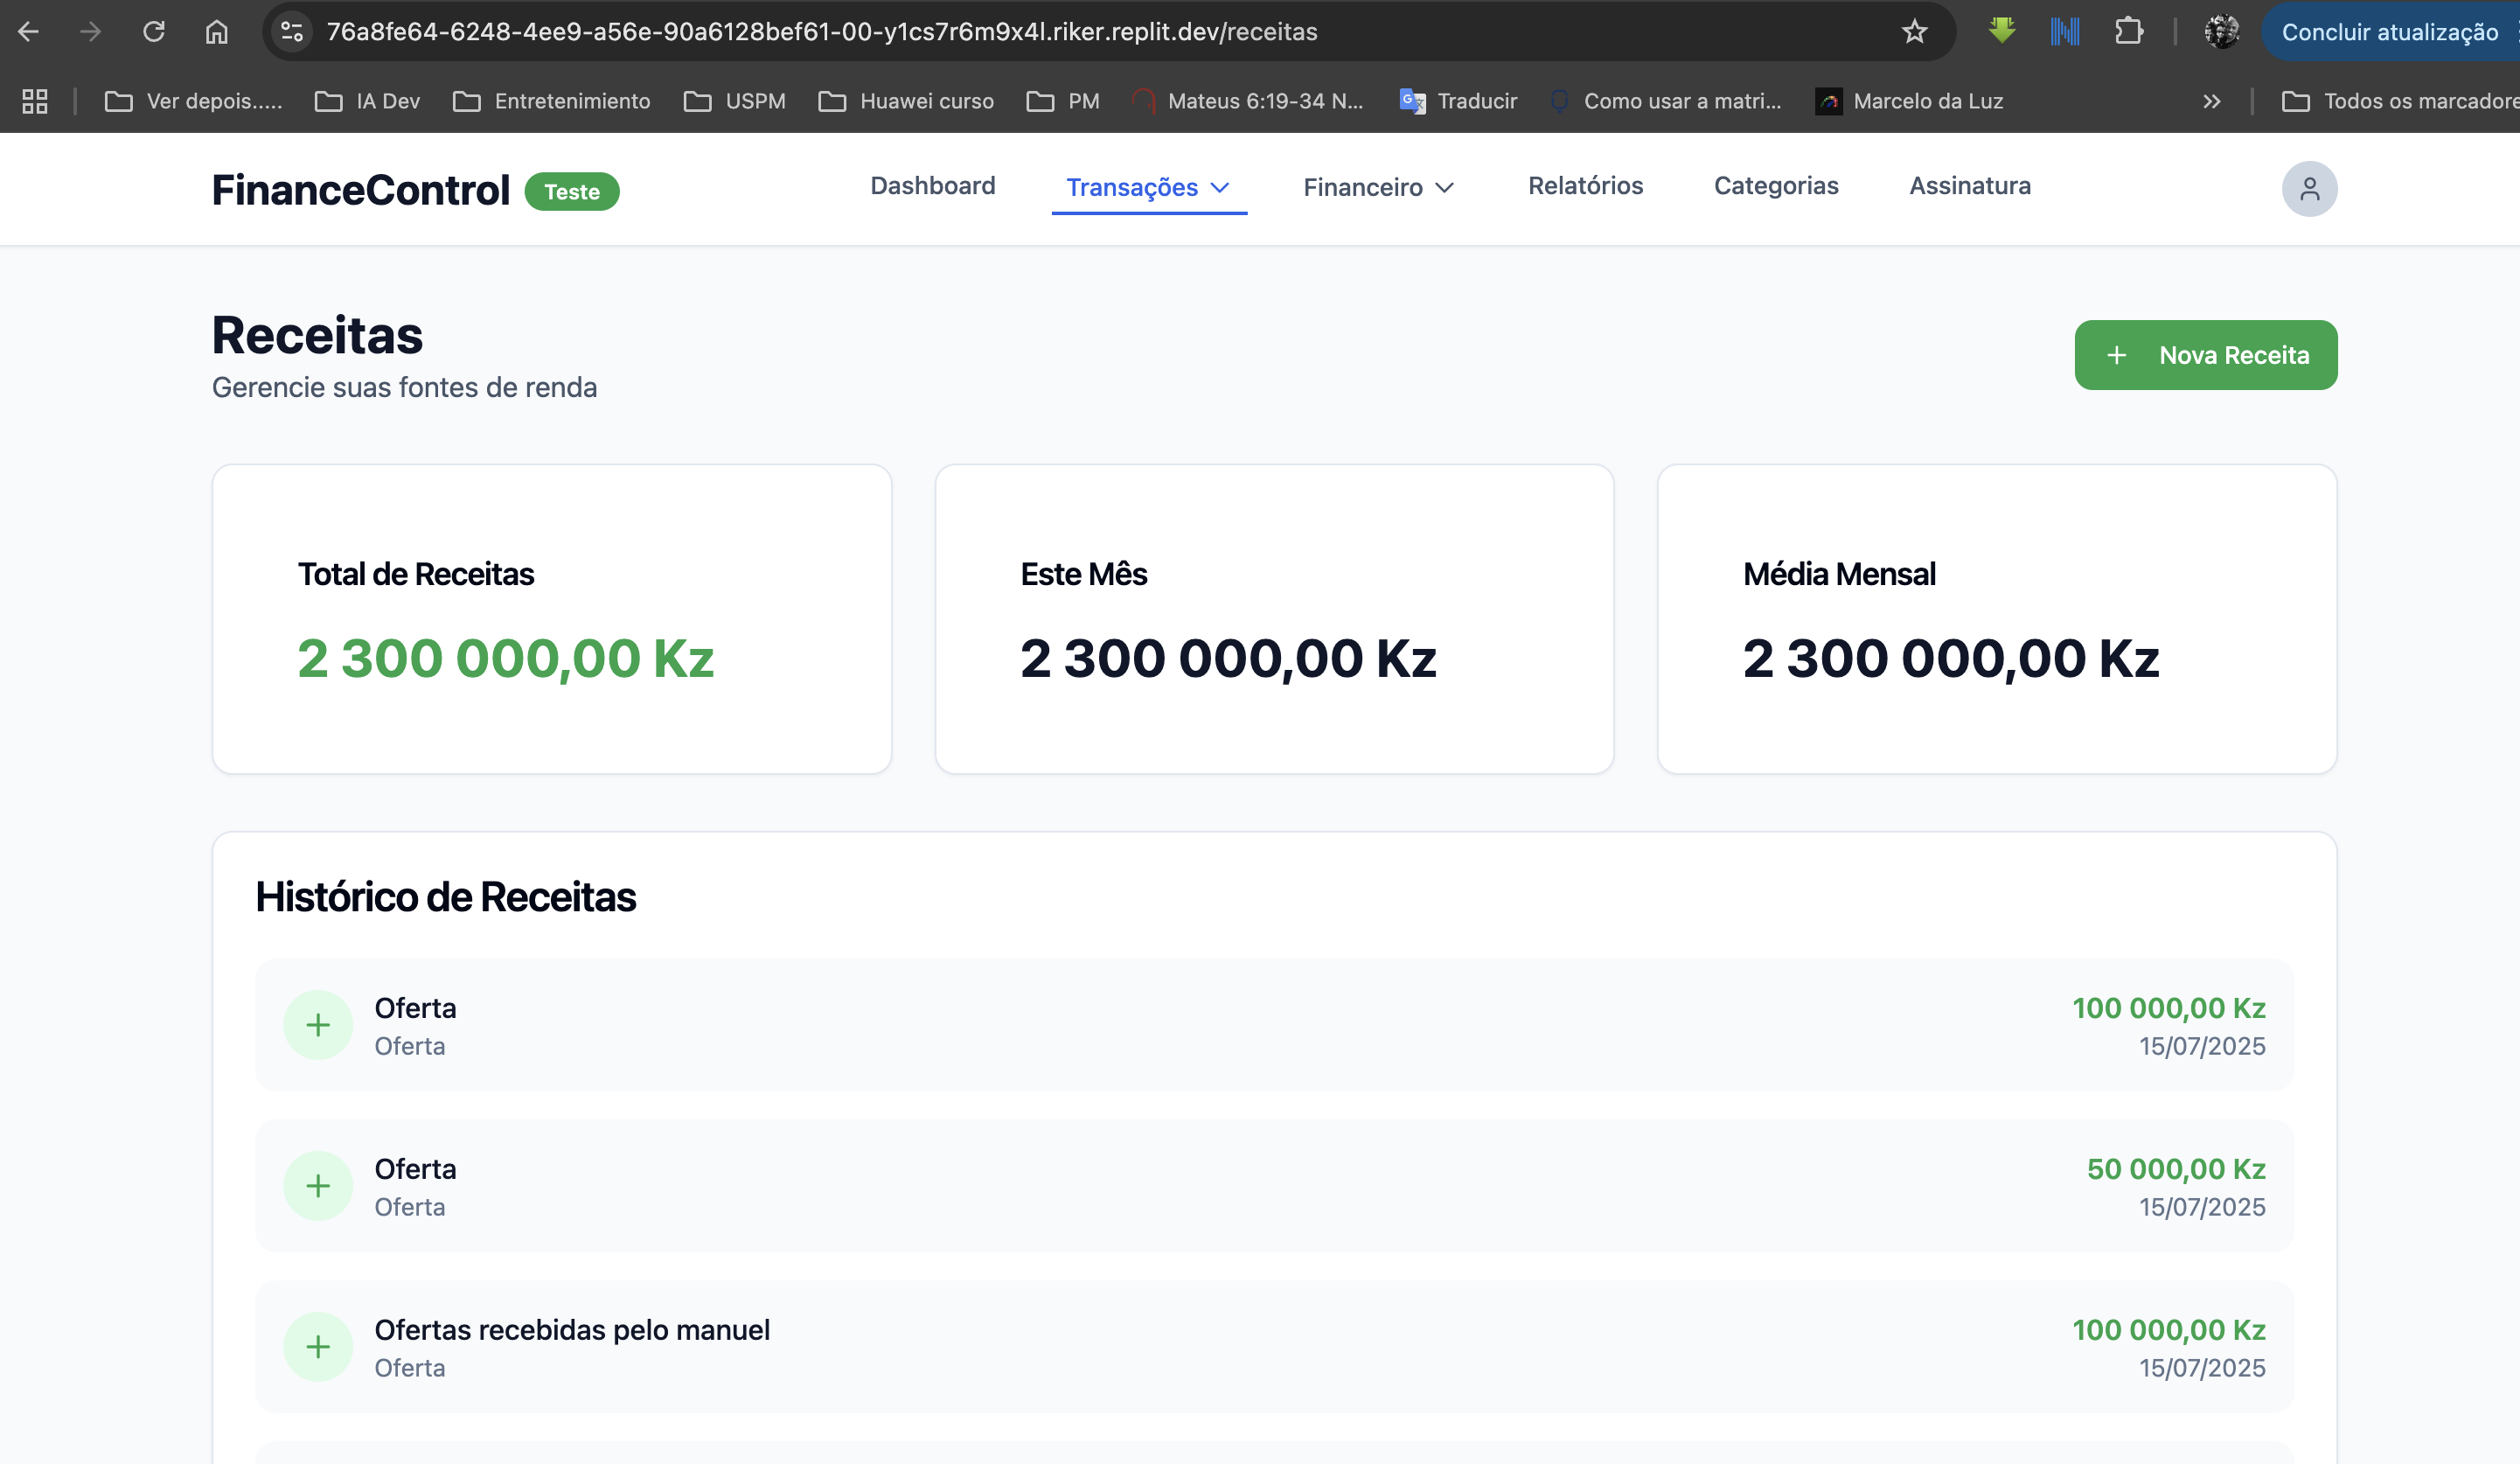 76a8fe64-6248-4ee9-a56e-90a6128bef61-00-y1cs7r6m9x4l.riker.replit.dev/receitas
Concluir atualização
Ver depois.....
IA Dev
Entretenimiento
USPM
Huawei curso
PM
Mateus 6:19-34 N...
Traducir
Como usar a matri...
Marcelo da Luz
Todos os marcadore
FinanceControl
Teste
Dashboard
Transações
Financeiro
Relatórios
Categorias
Assinatura
Receitas
Gerencie suas fontes de renda
+ Nova Receita
Total de Receitas
2 300 000,00 Kz
Este Mês
2 300 000,00 Kz
Média Mensal
2 300 000,00 Kz
Histórico de Receitas
Oferta
Oferta
100 000,00 Kz
15/07/2025
Oferta
Oferta
50 000,00 Kz
15/07/2025
Ofertas recebidas pelo manuel
Oferta
100 000,00 Kz
15/07/2025